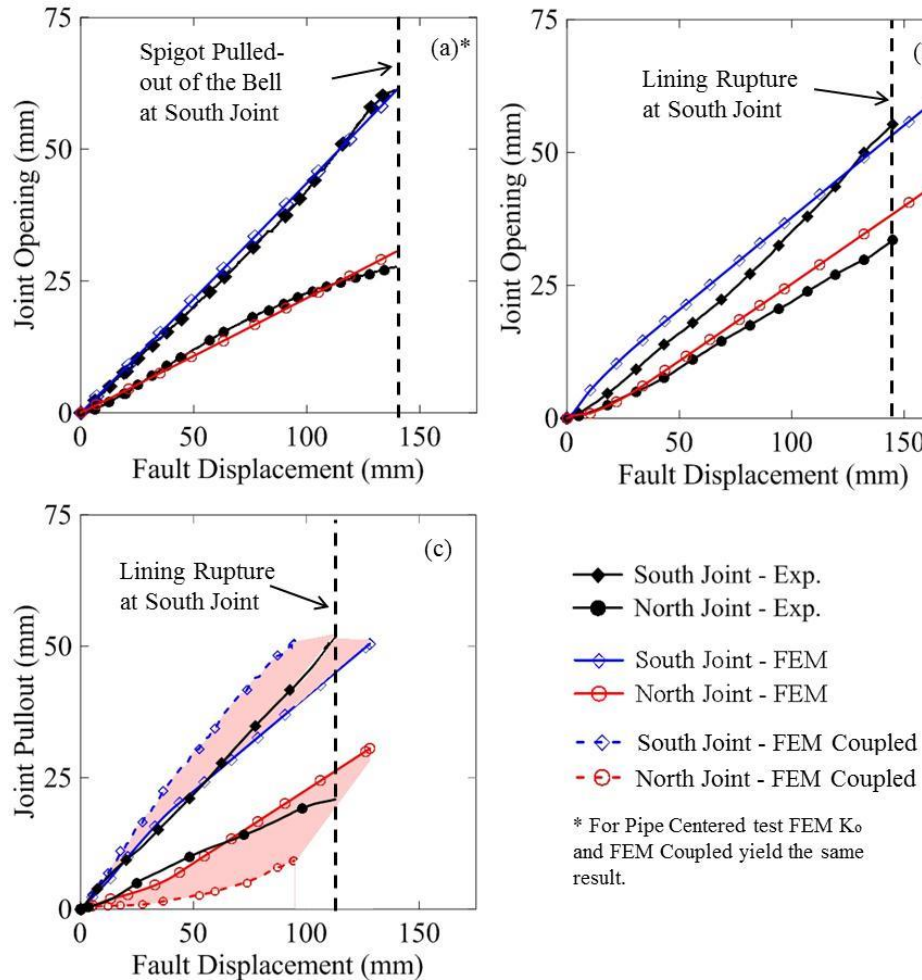 Spigot Pulled-
out of the Bell
at South Joint
(a)*
Joint Opening (mm)
75
50
25
0
0 50 100 150
Fault Displacement (mm)
(
Lining Rupture
at South Joint
Joint Opening (mm)
75
50
25
0
0 50 100 150
Fault Displacement (mm)
(c)
Lining Rupture
at South Joint
Joint Pullout (mm)
75
50
25
0
0 50 100 150
Fault Displacement (mm)
South Joint - Exp.
North Joint - Exp.
South Joint - FEM
North Joint - FEM
South Joint - FEM Coupled
North Joint - FEM Coupled
* For Pipe Centered test FEM K₀
and FEM Coupled yield the same
result.